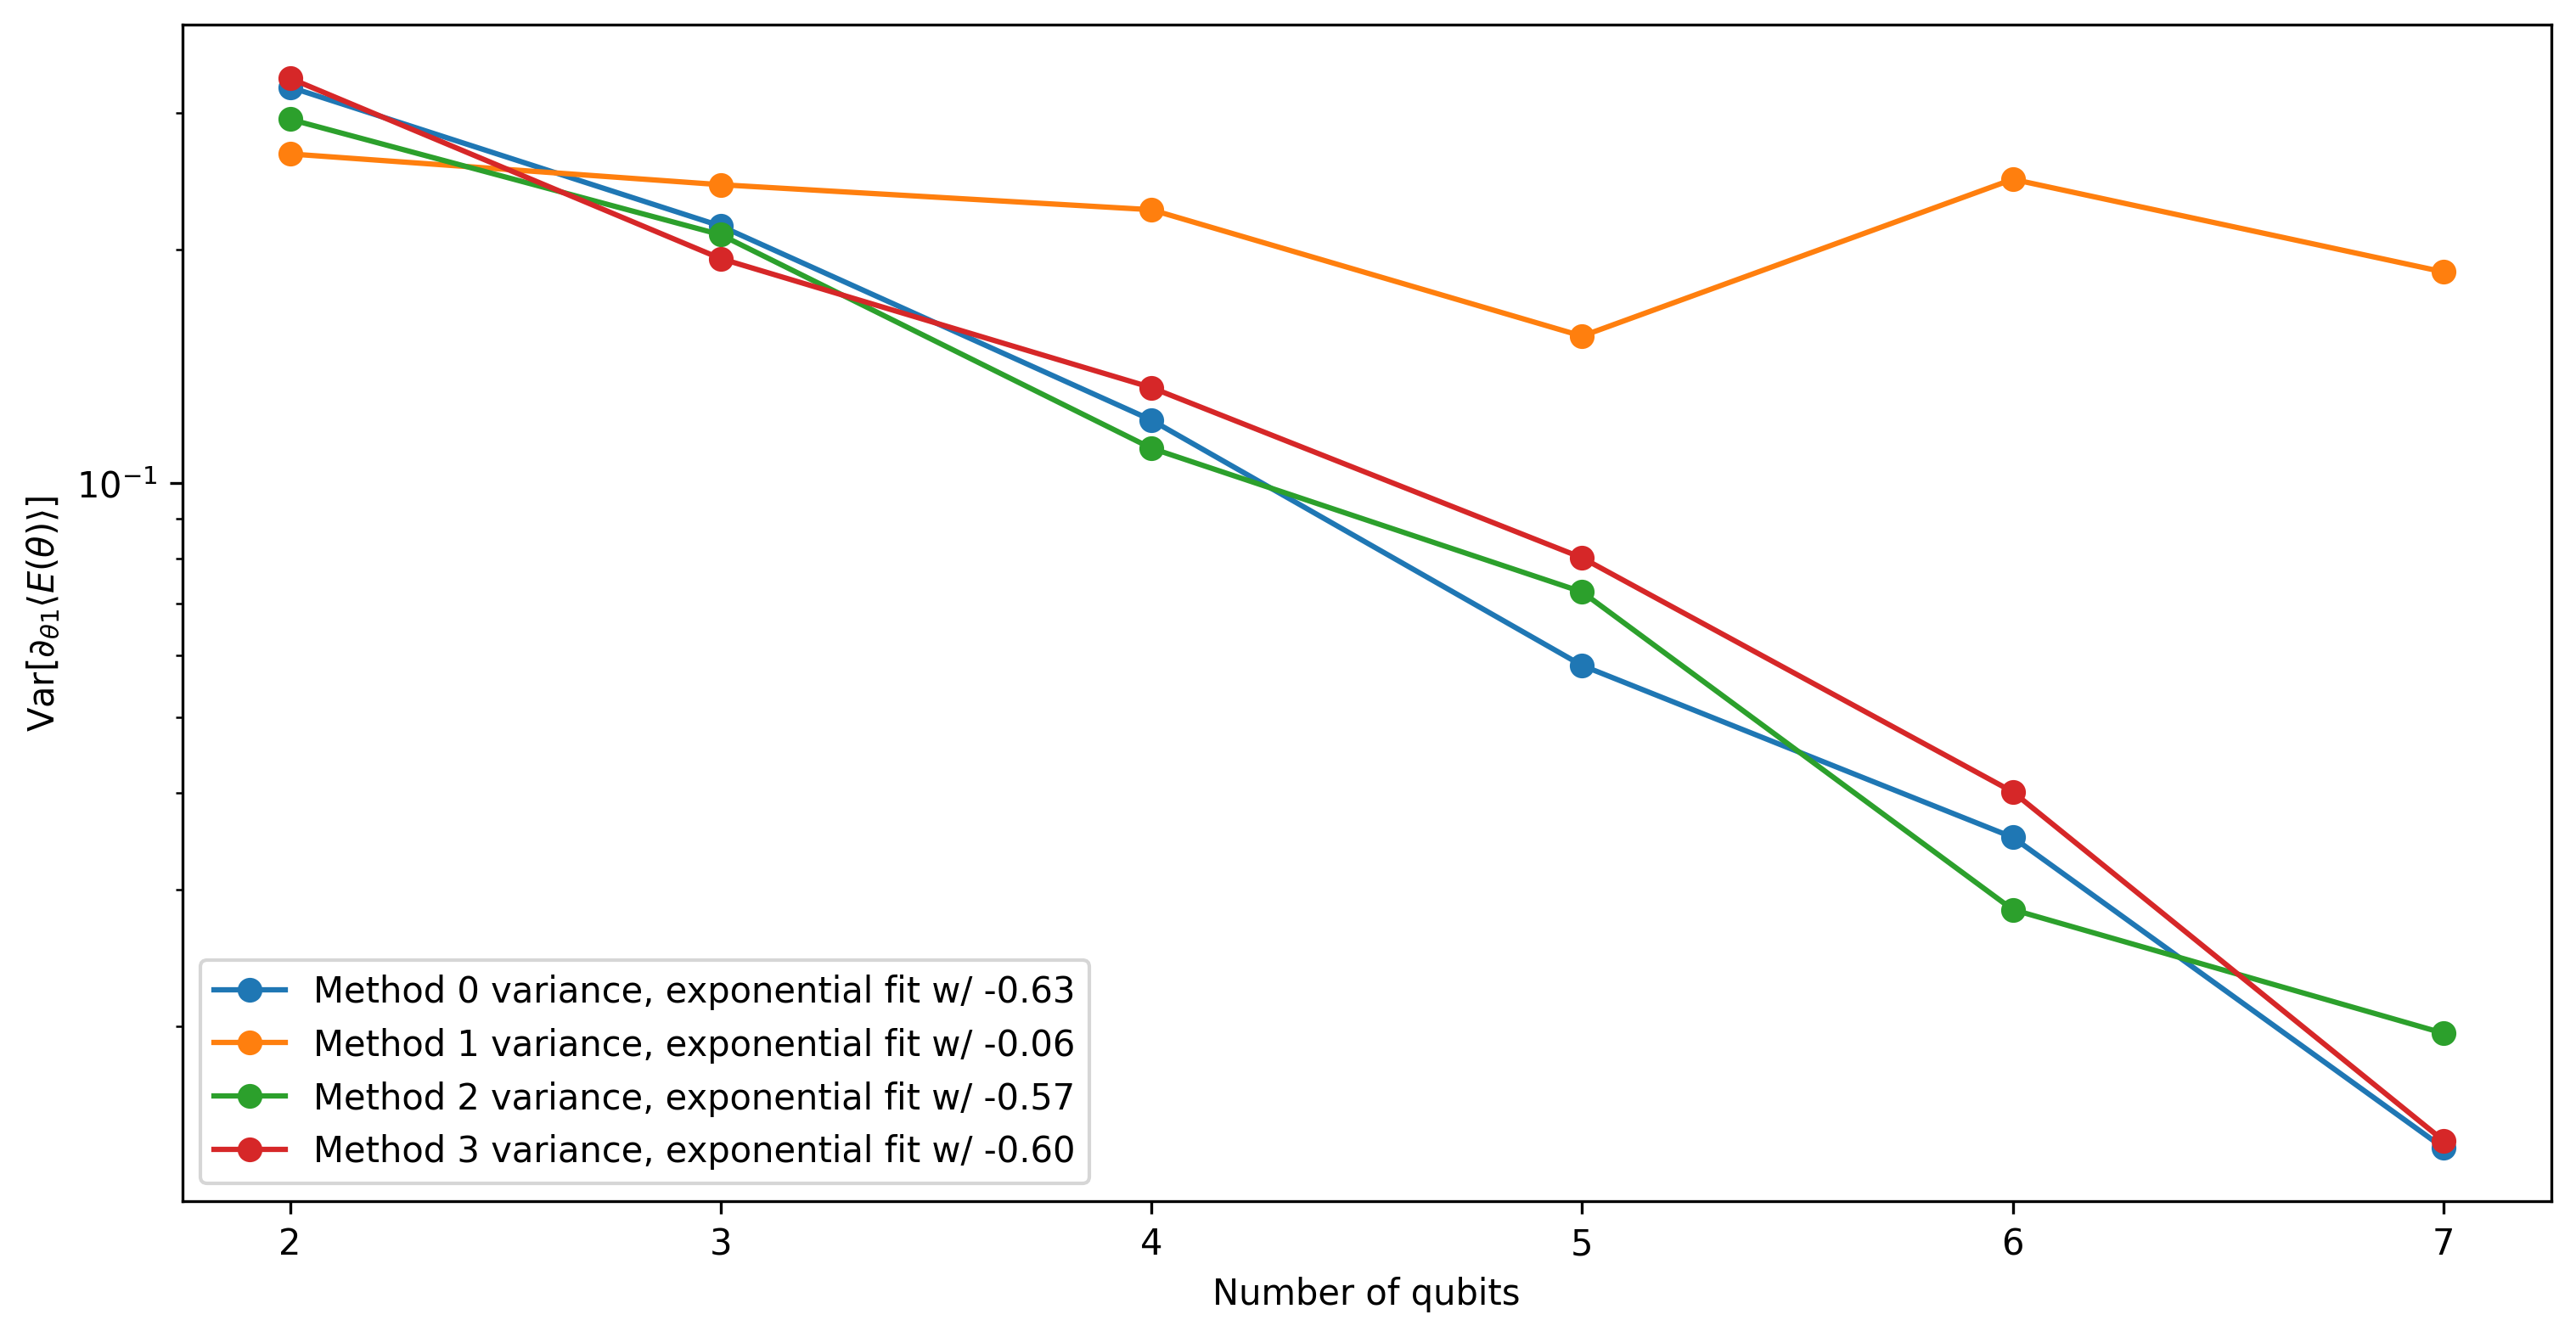 Var[∂θ1⟨E(θ)⟩]
10⁻¹
Method 0 variance, exponential fit w/ -0.63
Method 1 variance, exponential fit w/ -0.06
Method 2 variance, exponential fit w/ -0.57
Method 3 variance, exponential fit w/ -0.60
2 3 4 5 6 7
Number of qubits